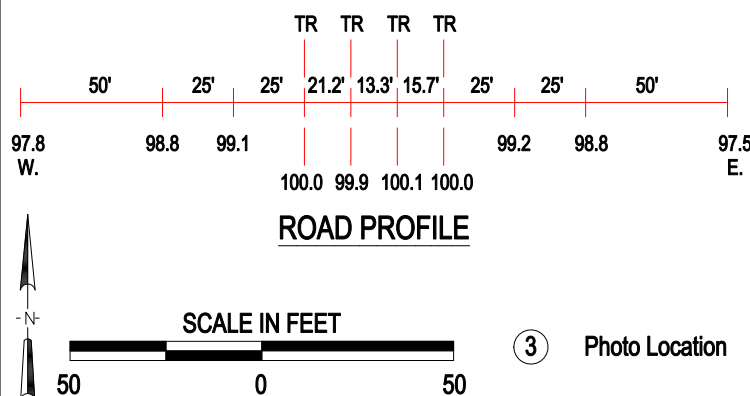 TR TR TR TR
50' 25' 25' 21.2' 13.3' 15.7' 25' 25' 50'
97.8 98.8 99.1 99.2 98.8 97.5
W. E.
100.0 99.9 100.1 100.0
ROAD PROFILE
-N-
SCALE IN FEET
3 Photo Location
50 0 50